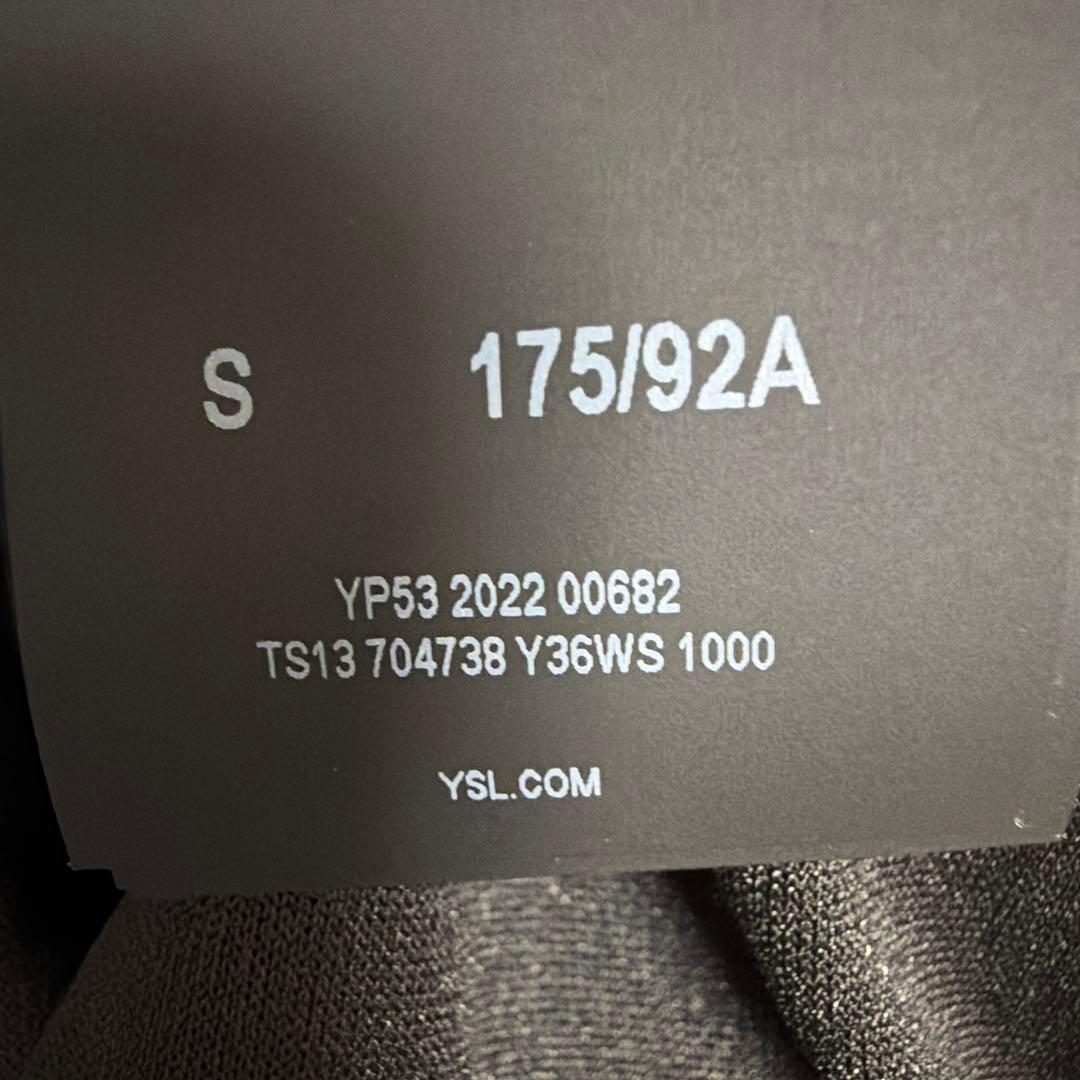 S 175/92A
YP53 2022 00682
TS13 704738 Y36WS 1000
YSL.COM